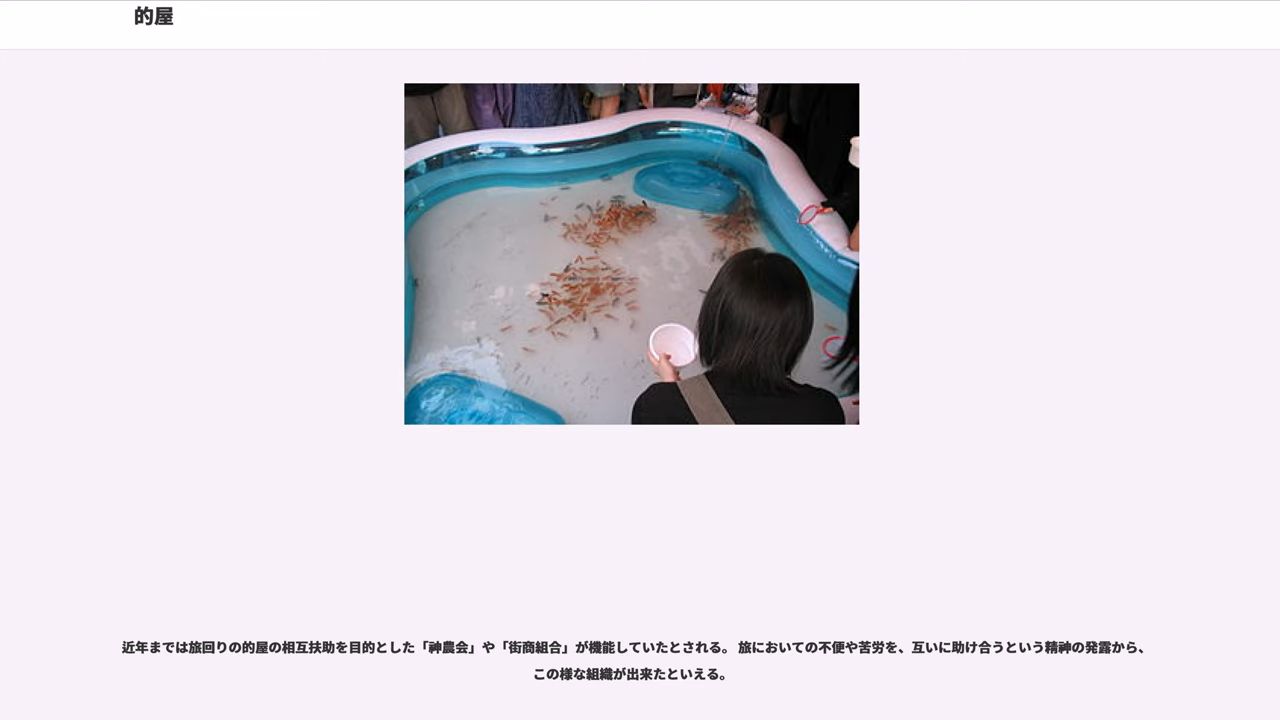 的屋
近年までは旅回りの的屋の相互扶助を目的とした「神農会」や「街商組合」が機能していたとされる。 旅においての不便や苦労を、互いに助け合うという精神の発露から、
この様な組織が出来たといえる。